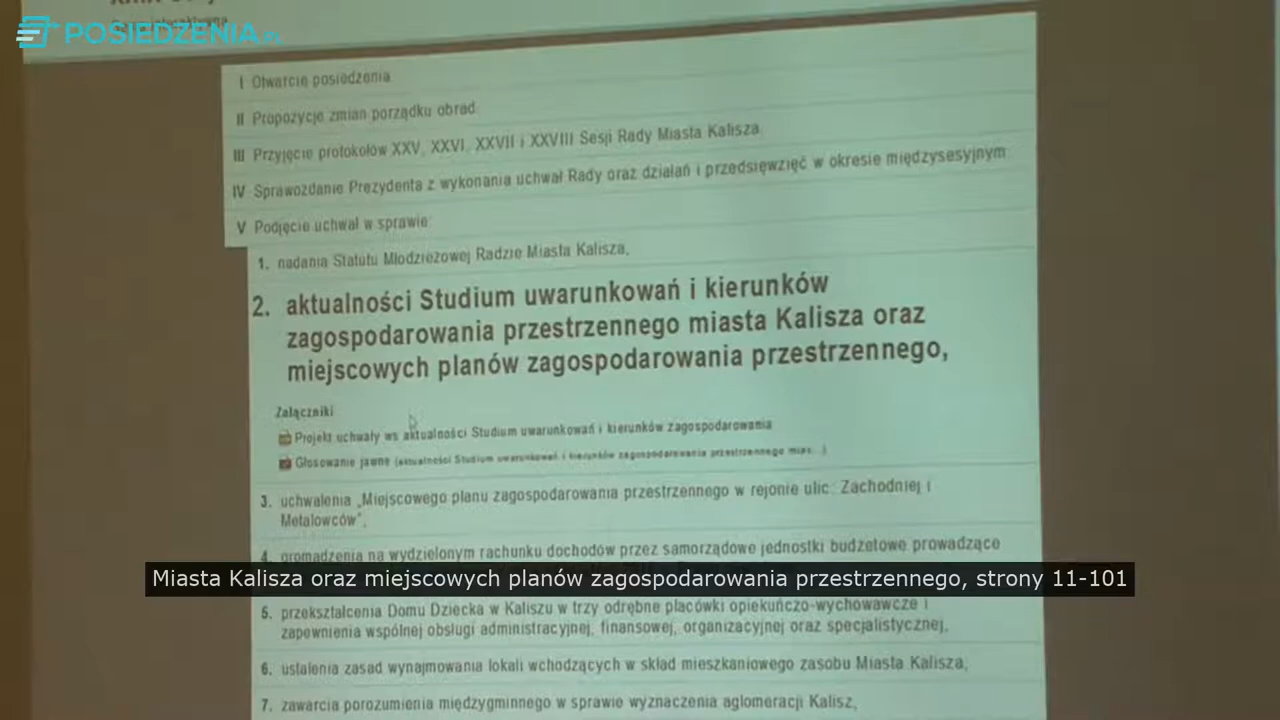 POSIEDZENIA.PL
I Otwarcie posiedzenia.
II Propozycje zmian porządku obrad.
III Przyjęcie protokołów XXV, XXVI, XXVII i XXVIII Sesji Rady Miasta Kalisza.
IV Sprawozdanie Prezydenta z wykonania uchwał Rady oraz działań i przedsięwzięć w okresie międzysesyjnym
V Podjęcie uchwał w sprawie:
1. nadania Statutu Młodzieżowej Radzie Miasta Kalisza,
2. aktualności Studium uwarunkowań i kierunków
zagospodarowania przestrzennego miasta Kalisza oraz
miejscowych planów zagospodarowania przestrzennego,
Załączniki
Projekt uchwały ws aktualności Studium uwarunkowań i kierunków zagospodarowania
Głosowanie jawne (aktualności Studium uwarunkowań i kierunków zagospodarowania przestrzennego mias...)
3. uchwalenia „Miejscowego planu zagospodarowania przestrzennego w rejonie ulic: Zachodniej i
Metalowców",
4. gromadzenia na wydzielonym rachunku dochodów przez samorządowe jednostki budżetowe prowadzące
Miasta Kalisza oraz miejscowych planów zagospodarowania przestrzennego, strony 11-101
5. przekształcenia Domu Dziecka w Kaliszu w trzy odrębne placówki opiekuńczo-wychowawcze i
zapewnienia wspólnej obsługi administracyjnej, finansowej, organizacyjnej oraz specjalistycznej,
6. ustalenia zasad wynajmowania lokali wchodzących w skład mieszkaniowego zasobu Miasta Kalisza,
7. zawarcia porozumienia międzygminnego w sprawie wyznaczenia aglomeracji Kalisz,